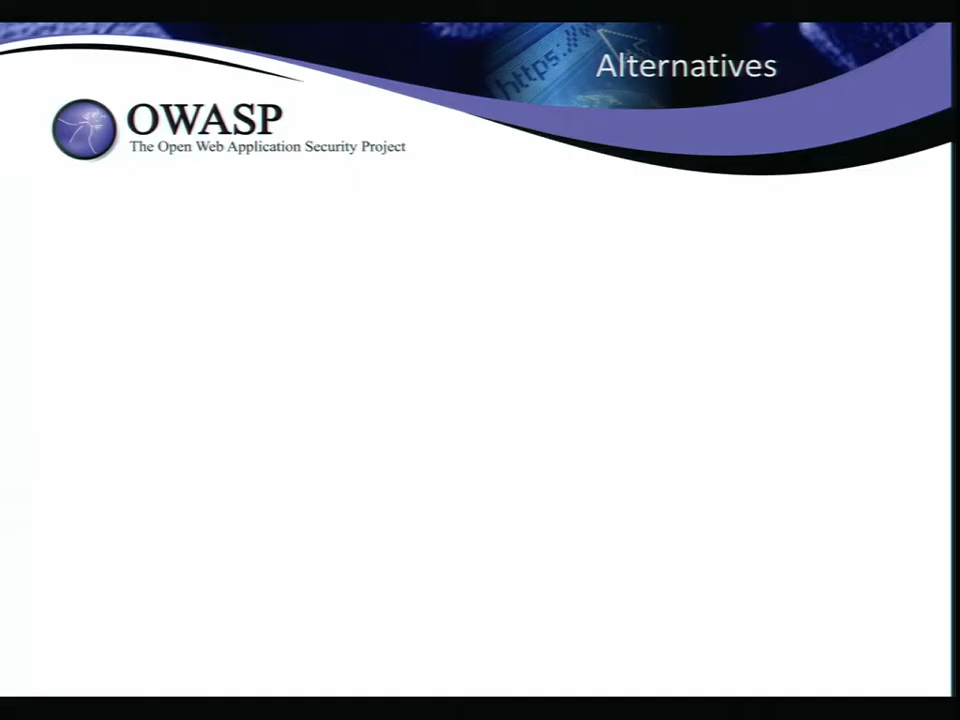 https://w
Alternatives
OWASP
The Open Web Application Security Project